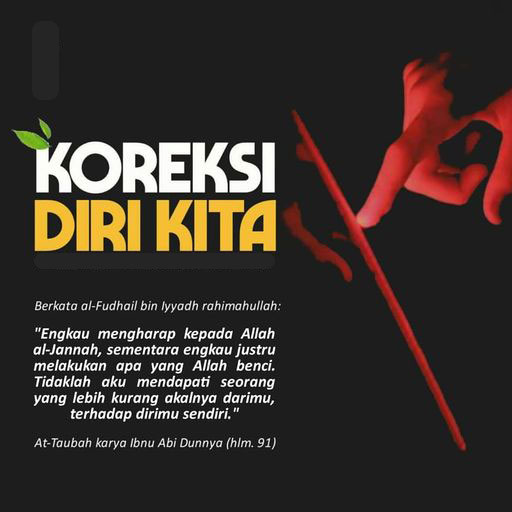 KOREKSI
DIRI KITA
Berkata al-Fudhail bin Iyyadh rahimahullah:
"Engkau mengharap kepada Allah
al-Jannah, sementara engkau justru
melakukan apa yang Allah benci.
Tidaklah aku mendapati seorang
yang lebih kurang akalnya darimu,
terhadap dirimu sendiri."
At-Taubah karya Ibnu Abi Dunnya (hlm. 91)